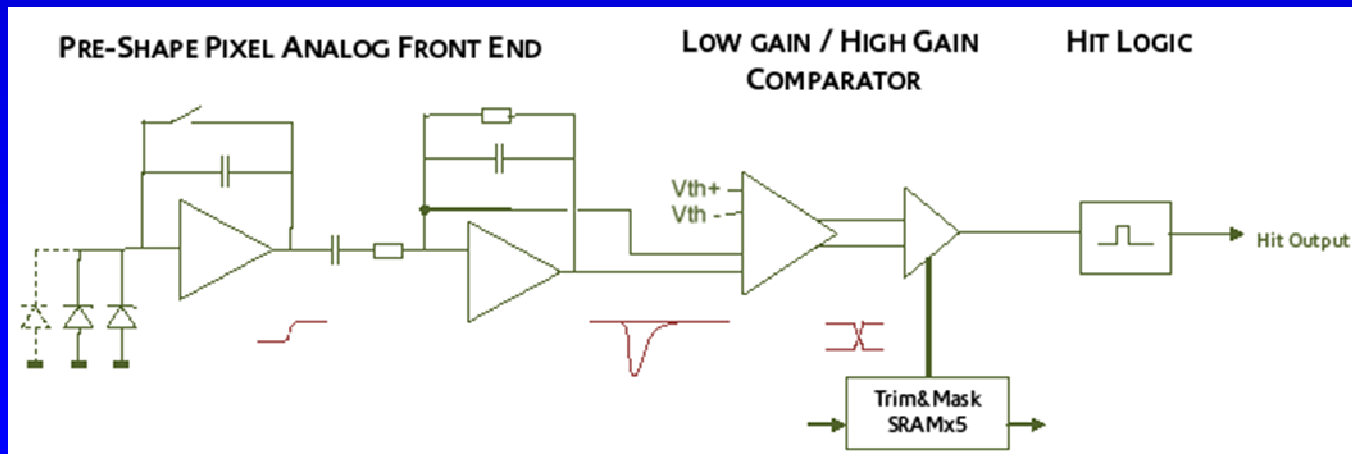 PRE-SHAPE PIXEL ANALOG FRONT END
LOW GAIN / HIGH GAIN
COMPARATOR
HIT LOGIC
Vth+
Vth -
Hit Output
Trim&Mask
SRAMx5